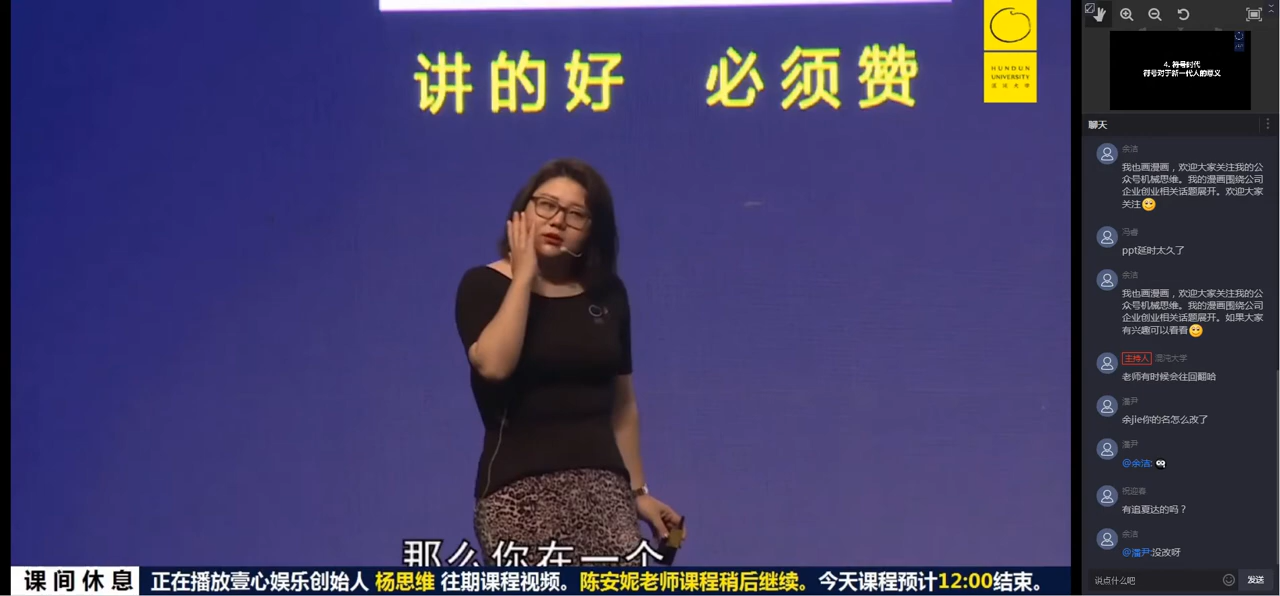 讲的好 必须赞
HUNDUN
UNIVERSITY
混沌大学
那么你在一个
课间休息
正在播放壹心娱乐创始人 杨思维 往期课程视频。陈安妮老师课程稍后继续。今天课程预计12:00结束。
4. 符号时代
符号对于新一代人的意义
聊天
余洁
我也画漫画，欢迎大家关注我的公
众号机械思维。我的漫画围绕公司
企业创业相关话题展开。欢迎大家
关注
冯睿
ppt延时太久了
余洁
我也画漫画，欢迎大家关注我的公
众号机械思维。我的漫画围绕公司
企业创业相关话题展开。如果大家
有兴趣可以看看
主持人 混沌大学
老师有时候会往回翻哈
潘尹
余jie你的名怎么改了
潘尹
@余洁:
祝迎春
有追夏达的吗？
余洁
@潘尹:没改呀
说点什么吧
发送